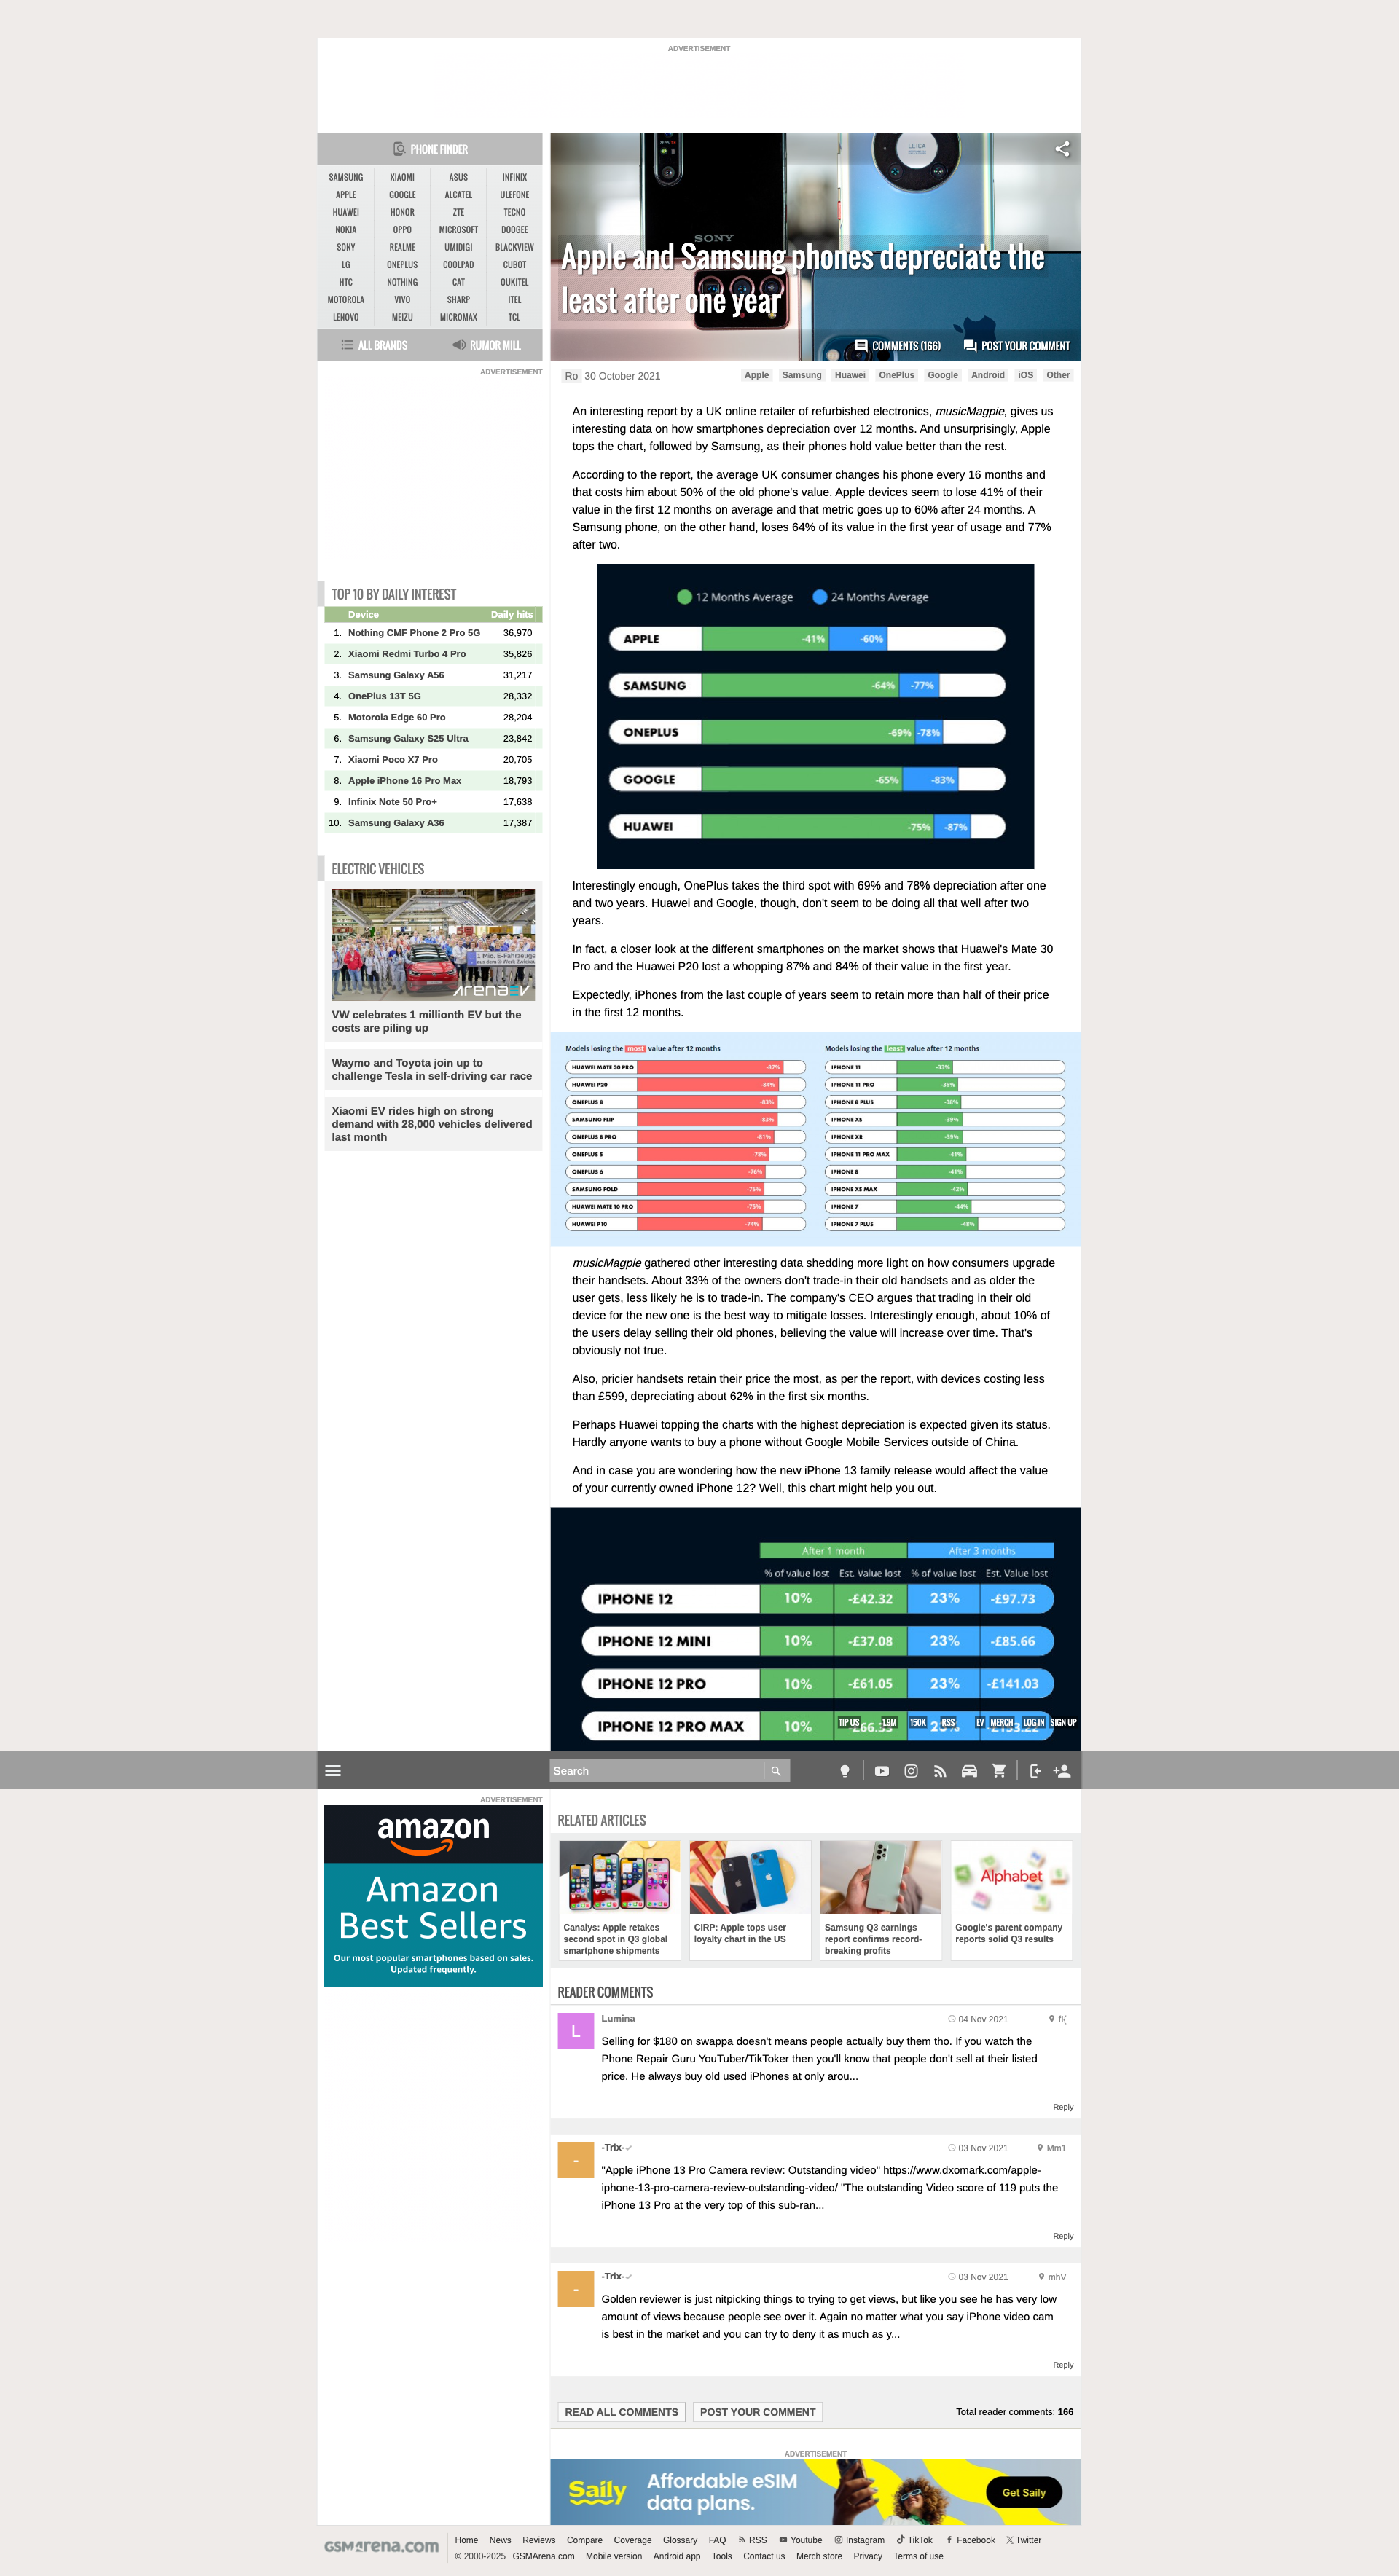 ADVERTISEMENT
PHONE FINDER
SAMSUNG XIAOMI ASUS INFINIX
APPLE GOOGLE ALCATEL ULEFONE
HUAWEI HONOR ZTE TECNO
NOKIA OPPO MICROSOFT DOOGEE
SONY REALME UMIDIGI BLACKVIEW
LG ONEPLUS COOLPAD CUBOT
HTC NOTHING CAT OUKITEL
MOTOROLA VIVO SHARP ITEL
LENOVO MEIZU MICROMAX TCL
ALL BRANDS RUMOR MILL
LEICA
SONY
Apple and Samsung phones depreciate the
least after one year
COMMENTS (166) POST YOUR COMMENT
ADVERTISEMENT
TOP 10 BY DAILY INTEREST
Device Daily hits
1. Nothing CMF Phone 2 Pro 5G 36,970
2. Xiaomi Redmi Turbo 4 Pro 35,826
3. Samsung Galaxy A56 31,217
4. OnePlus 13T 5G 28,332
5. Motorola Edge 60 Pro 28,204
6. Samsung Galaxy S25 Ultra 23,842
7. Xiaomi Poco X7 Pro 20,705
8. Apple iPhone 16 Pro Max 18,793
9. Infinix Note 50 Pro+ 17,638
10. Samsung Galaxy A36 17,387
ELECTRIC VEHICLES
1 Mio. E-Fahrzeuge
ArenaEV
VW celebrates 1 millionth EV but the
costs are piling up
Waymo and Toyota join up to
challenge Tesla in self-driving car race
Xiaomi EV rides high on strong
demand with 28,000 vehicles delivered
last month
Ro 30 October 2021 Apple Samsung Huawei OnePlus Google Android iOS Other
An interesting report by a UK online retailer of refurbished electronics, musicMagpie, gives us
interesting data on how smartphones depreciation over 12 months. And unsurprisingly, Apple
tops the chart, followed by Samsung, as their phones hold value better than the rest.
According to the report, the average UK consumer changes his phone every 16 months and
that costs him about 50% of the old phone's value. Apple devices seem to lose 41% of their
value in the first 12 months on average and that metric goes up to 60% after 24 months. A
Samsung phone, on the other hand, loses 64% of its value in the first year of usage and 77%
after two.
12 Months Average 24 Months Average
APPLE -41% -60%
SAMSUNG -64% -77%
ONEPLUS -69% -78%
GOOGLE -65% -83%
HUAWEI -75% -87%
Interestingly enough, OnePlus takes the third spot with 69% and 78% depreciation after one
and two years. Huawei and Google, though, don't seem to be doing all that well after two
years.
In fact, a closer look at the different smartphones on the market shows that Huawei's Mate 30
Pro and the Huawei P20 lost a whopping 87% and 84% of their value in the first year.
Expectedly, iPhones from the last couple of years seem to retain more than half of their price
in the first 12 months.
Models losing the most value after 12 months
HUAWEI MATE 30 PRO -87%
HUAWEI P20 -84%
ONEPLUS 8 -83%
SAMSUNG FLIP -83%
ONEPLUS 8 PRO -81%
ONEPLUS 5 -78%
ONEPLUS 6 -76%
SAMSUNG FOLD -75%
HUAWEI MATE 10 PRO -75%
HUAWEI P10 -74%
Models losing the least value after 12 months
IPHONE 11 -33%
IPHONE 11 PRO -36%
IPHONE 8 PLUS -38%
IPHONE XS -39%
IPHONE XR -39%
IPHONE 11 PRO MAX -41%
IPHONE 8 -41%
IPHONE XS MAX -42%
IPHONE 7 -44%
IPHONE 7 PLUS -48%
musicMagpie gathered other interesting data shedding more light on how consumers upgrade
their handsets. About 33% of the owners don't trade-in their old handsets and as older the
user gets, less likely he is to trade-in. The company's CEO argues that trading in their old
device for the new one is the best way to mitigate losses. Interestingly enough, about 10% of
the users delay selling their old phones, believing the value will increase over time. That's
obviously not true.
Also, pricier handsets retain their price the most, as per the report, with devices costing less
than £599, depreciating about 62% in the first six months.
Perhaps Huawei topping the charts with the highest depreciation is expected given its status.
Hardly anyone wants to buy a phone without Google Mobile Services outside of China.
And in case you are wondering how the new iPhone 13 family release would affect the value
of your currently owned iPhone 12? Well, this chart might help you out.
After 1 month After 3 months
% of value lost Est. Value lost % of value lost Est. Value lost
IPHONE 12 10% -£42.32 23% -£97.73
IPHONE 12 MINI 10% -£37.08 23% -£85.66
IPHONE 12 PRO 10% -£61.05 23% -£141.03
IPHONE 12 PRO MAX 10%
TIP US 1.9M 150K RSS EV MERCH LOG IN SIGN UP
Search
ADVERTISEMENT
amazon
Amazon
Best Sellers
Our most popular smartphones based on sales.
Updated frequently.
RELATED ARTICLES
Canalys: Apple retakes
second spot in Q3 global
smartphone shipments
CIRP: Apple tops user
loyalty chart in the US
Samsung Q3 earnings
report confirms record-
breaking profits
Alphabet
Google's parent company
reports solid Q3 results
READER COMMENTS
L
Lumina 04 Nov 2021 fI{
Selling for $180 on swappa doesn't means people actually buy them tho. If you watch the
Phone Repair Guru YouTuber/TikToker then you'll know that people don't sell at their listed
price. He always buy old used iPhones at only arou...
Reply
-
-Trix- 03 Nov 2021 Mm1
"Apple iPhone 13 Pro Camera review: Outstanding video" https://www.dxomark.com/apple-
iphone-13-pro-camera-review-outstanding-video/ "The outstanding Video score of 119 puts the
iPhone 13 Pro at the very top of this sub-ran...
Reply
-
-Trix- 03 Nov 2021 mhV
Golden reviewer is just nitpicking things to trying to get views, but like you see he has very low
amount of views because people see over it. Again no matter what you say iPhone video cam
is best in the market and you can try to deny it as much as y...
Reply
READ ALL COMMENTS POST YOUR COMMENT Total reader comments: 166
ADVERTISEMENT
Saily Affordable eSIM
data plans.
Get Saily
GSMArena.com
Home News Reviews Compare Coverage Glossary FAQ RSS Youtube Instagram TikTok Facebook Twitter
© 2000-2025 GSMArena.com Mobile version Android app Tools Contact us Merch store Privacy Terms of use